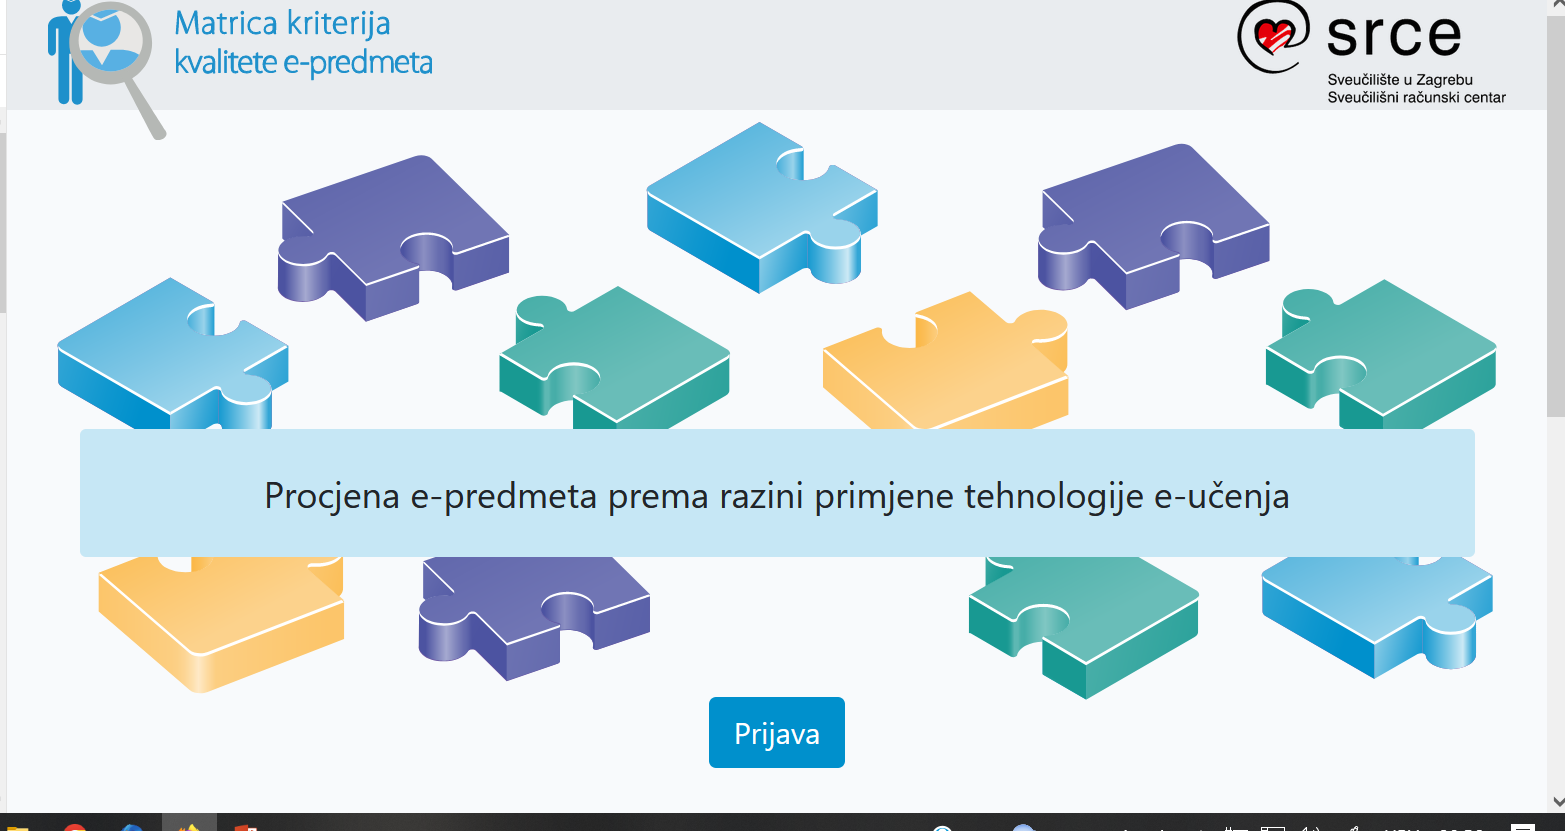 Matrica kriterija
kvalitete e-predmeta
srce
Sveučilište u Zagrebu
Sveučilišni računski centar
Procjena e-predmeta prema razini primjene tehnologije e-učenja
Prijava